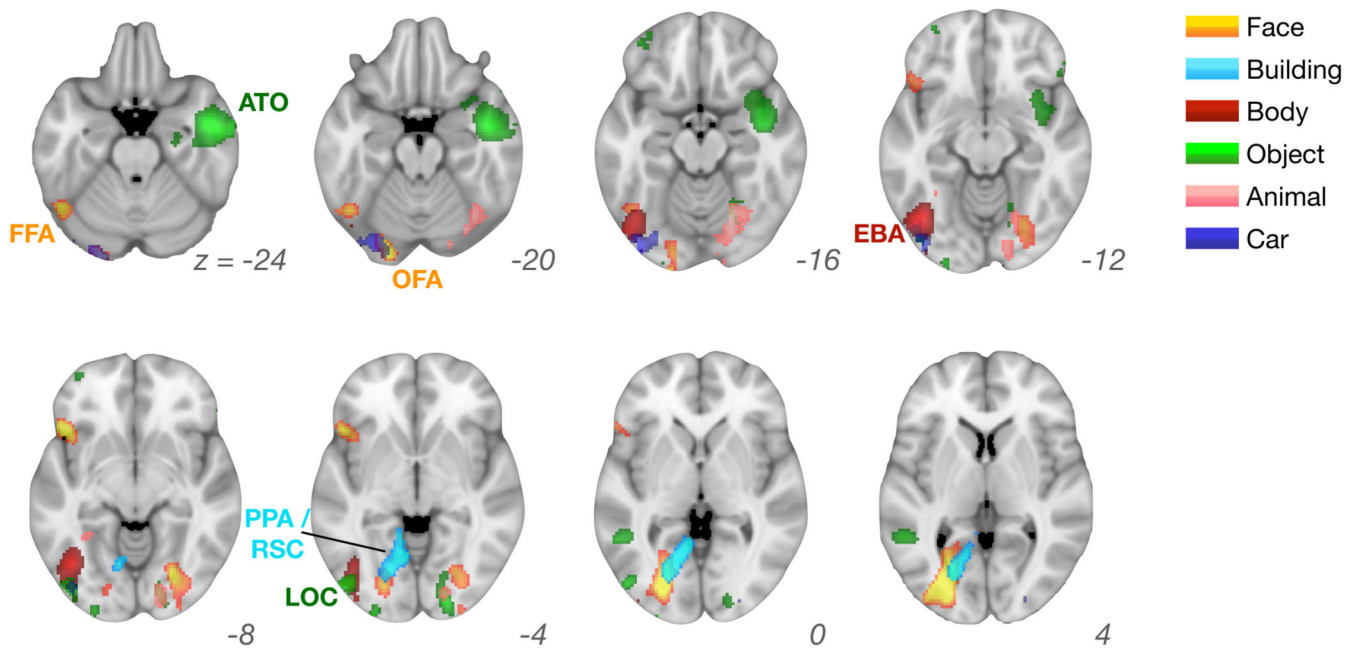 ATO
FFA
z = -24
OFA
-20
-16
EBA
-12
Face
Building
Body
Object
Animal
Car
-8
PPA /
RSC
LOC
-4
0
4